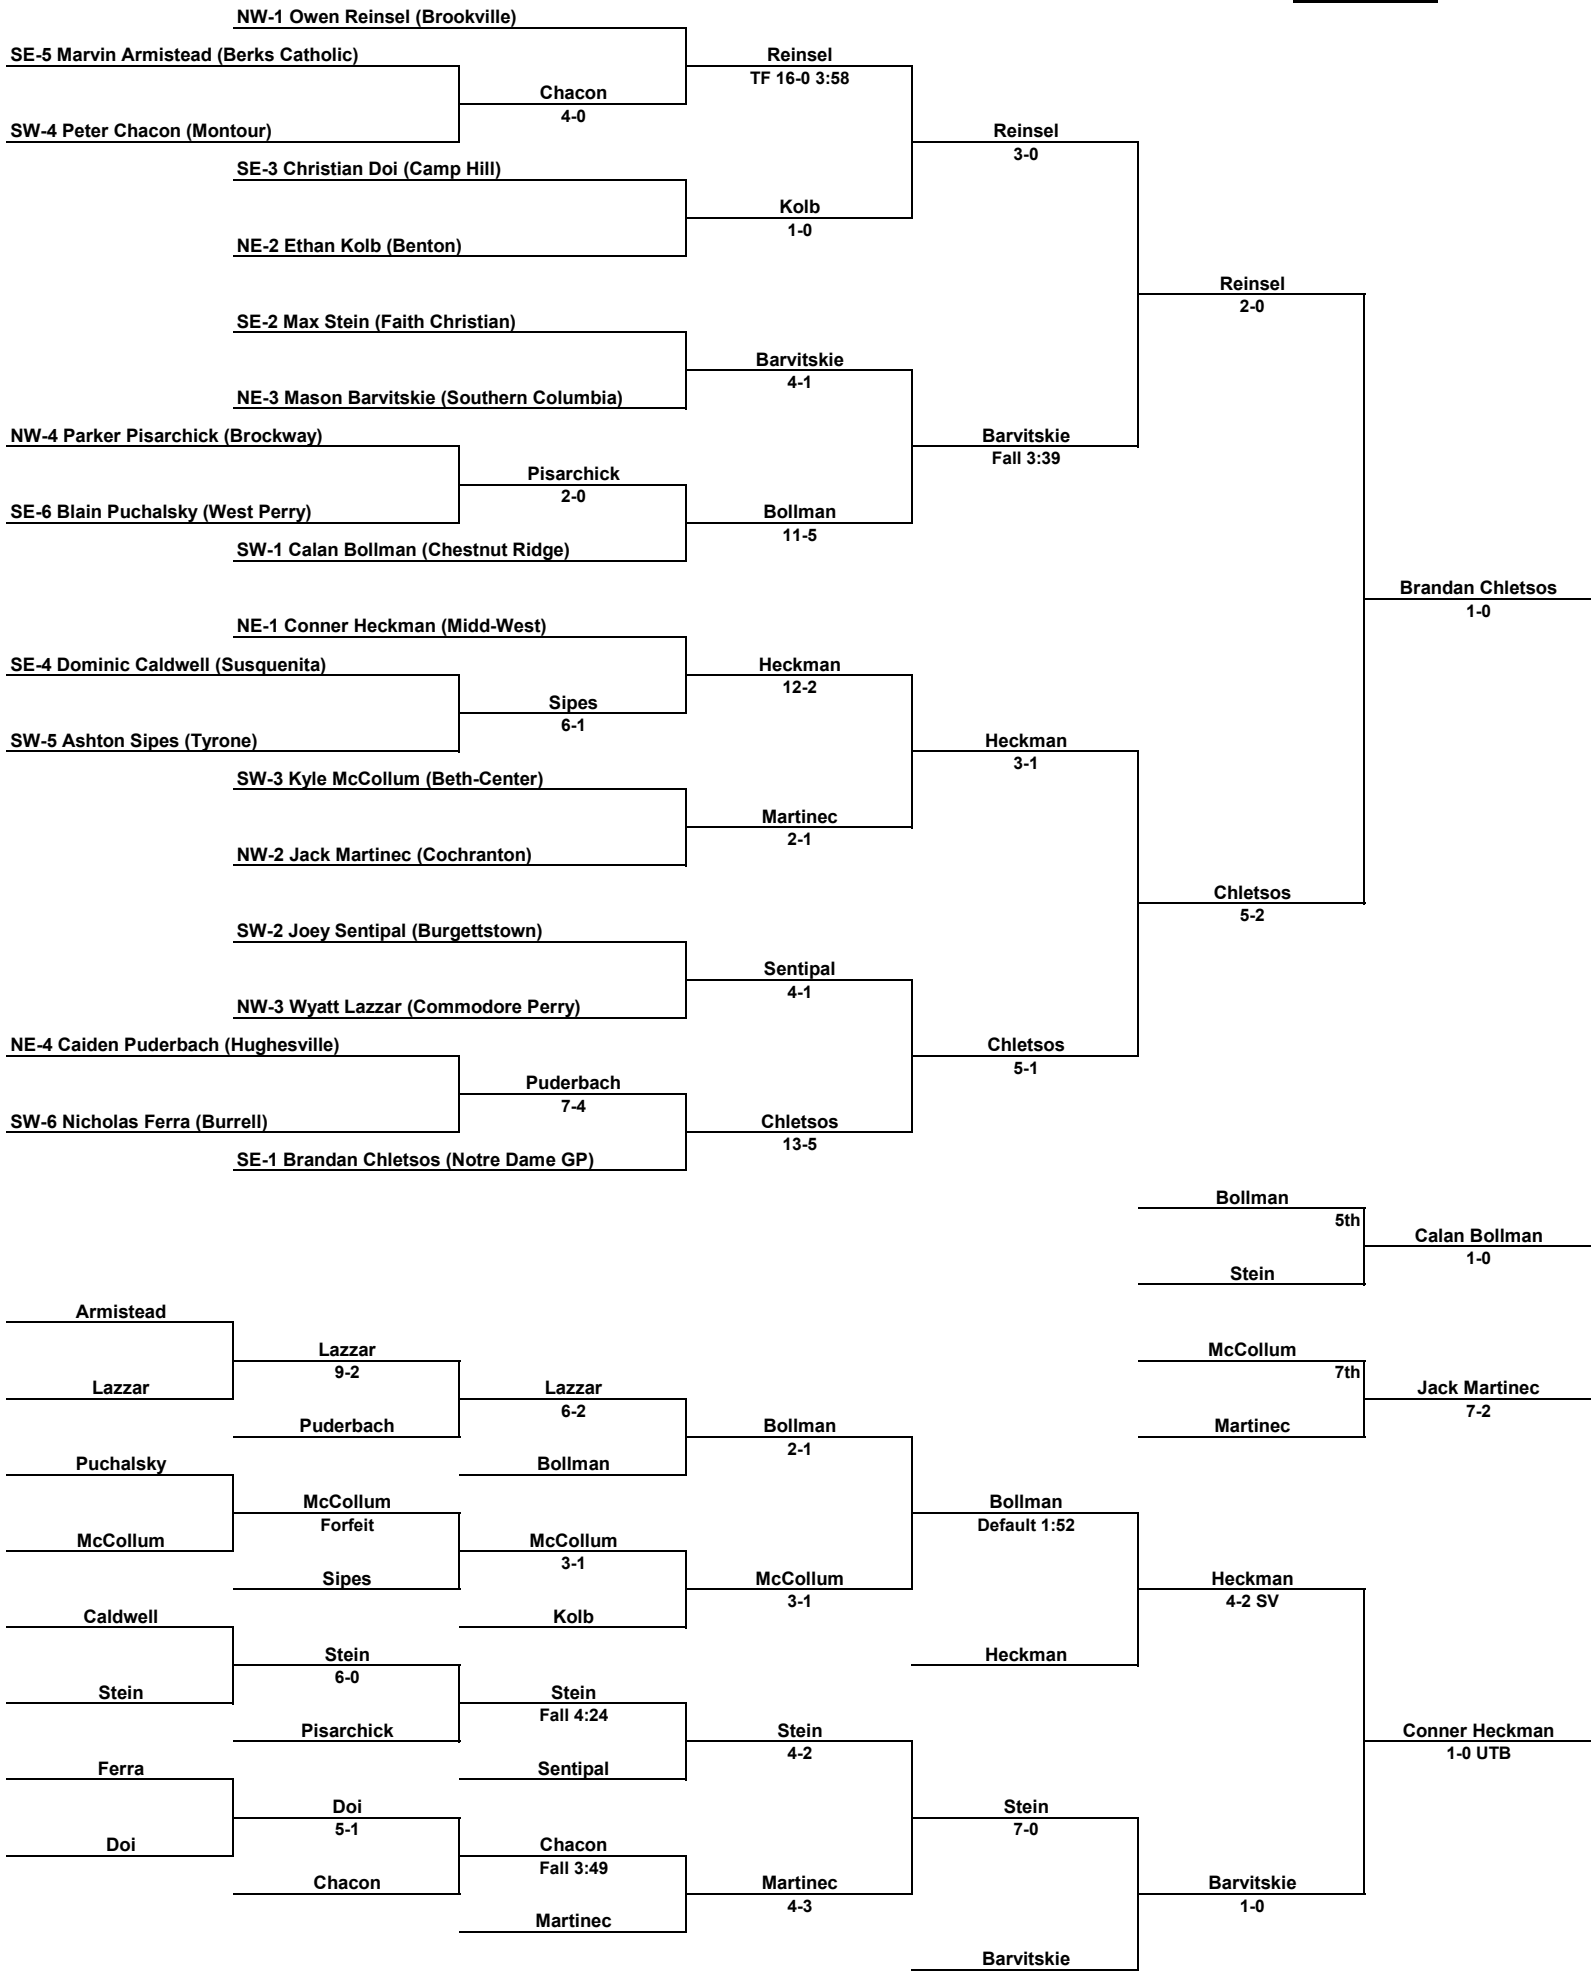 NW-1 Owen Reinsel (Brookville)
SE-5 Marvin Armistead (Berks Catholic)
Reinsel
TF 16-0 3:58
Chacon
4-0
SW-4 Peter Chacon (Montour)
Reinsel
3-0
SE-3 Christian Doi (Camp Hill)
Kolb
1-0
NE-2 Ethan Kolb (Benton)
Reinsel
2-0
SE-2 Max Stein (Faith Christian)
Barvitskie
4-1
NE-3 Mason Barvitskie (Southern Columbia)
NW-4 Parker Pisarchick (Brockway)
Barvitskie
Fall 3:39
Pisarchick
2-0
SE-6 Blain Puchalsky (West Perry)
Bollman
11-5
SW-1 Calan Bollman (Chestnut Ridge)
Brandan Chletsos
1-0
NE-1 Conner Heckman (Midd-West)
SE-4 Dominic Caldwell (Susquenita)
Heckman
12-2
Sipes
6-1
SW-5 Ashton Sipes (Tyrone)
Heckman
3-1
SW-3 Kyle McCollum (Beth-Center)
Martinec
2-1
NW-2 Jack Martinec (Cochranton)
Chletsos
5-2
SW-2 Joey Sentipal (Burgettstown)
Sentipal
4-1
NW-3 Wyatt Lazzar (Commodore Perry)
NE-4 Caiden Puderbach (Hughesville)
Chletsos
5-1
Puderbach
7-4
SW-6 Nicholas Ferra (Burrell)
Chletsos
13-5
SE-1 Brandan Chletsos (Notre Dame GP)
Bollman
5th
Calan Bollman
1-0
Stein
Armistead
Lazzar
9-2
McCollum
7th
Lazzar
Lazzar
6-2
Jack Martinec
7-2
Puderbach
Bollman
2-1
Martinec
Puchalsky
Bollman
McCollum
Forfeit
Bollman
Default 1:52
McCollum
McCollum
3-1
Sipes
McCollum
3-1
Heckman
4-2 SV
Caldwell
Kolb
Stein
6-0
Heckman
Stein
Stein
Fall 4:24
Pisarchick
Stein
4-2
Conner Heckman
1-0 UTB
Ferra
Sentipal
Doi
5-1
Stein
7-0
Doi
Chacon
Fall 3:49
Chacon
Martinec
4-3
Barvitskie
1-0
Martinec
Barvitskie